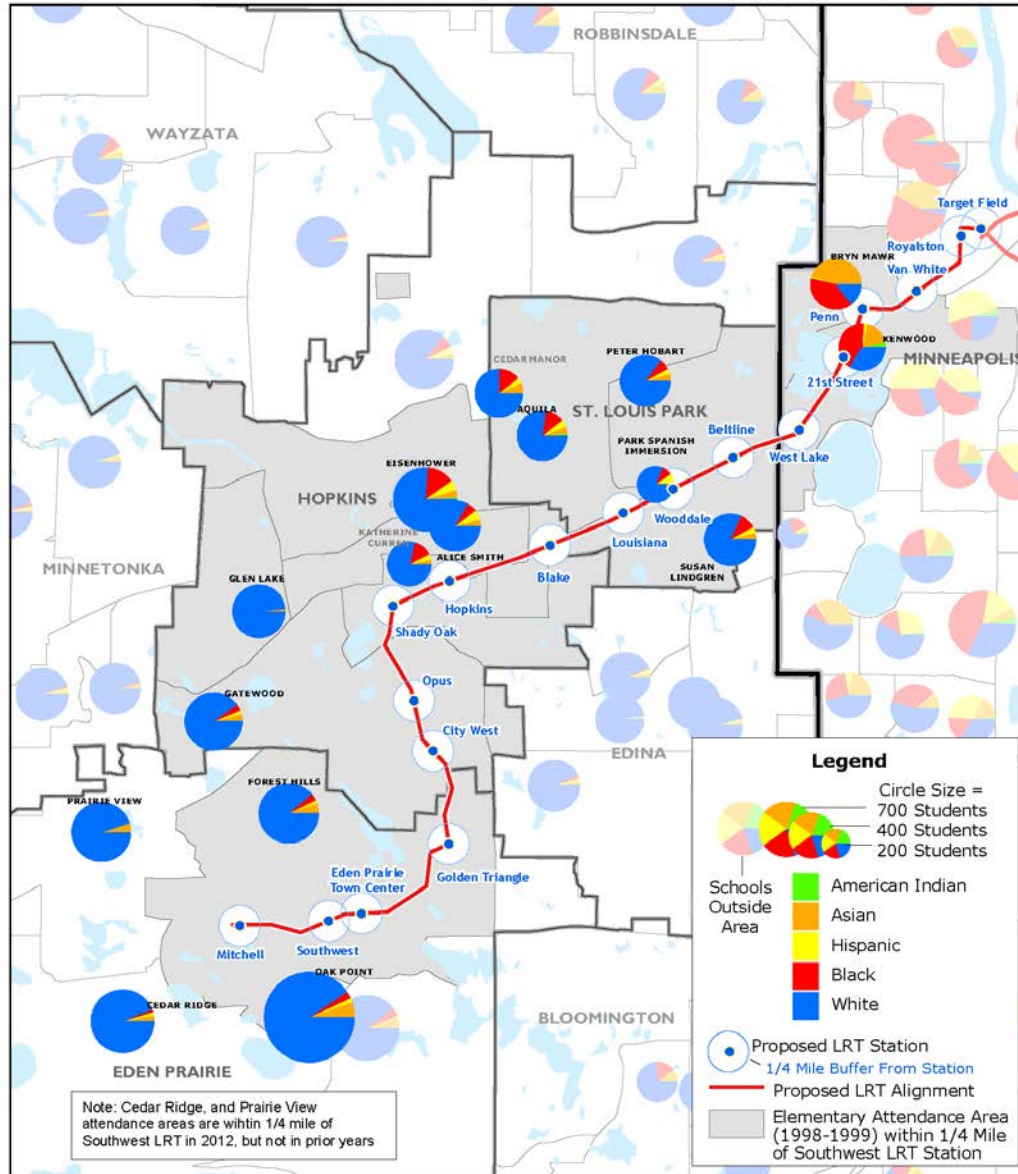 ROBBINSDALE
WAYZATA
Target Field
Royalston
BRYN MAWR
Van White
Penn
KENWOOD
MINNEAPOLIS
21st Street
PETER HOBART
CEDARMANOR
ST. LOUIS PARK
AQUILA
Beltline
PARK SPANISH
IMMERSION
West Lake
EISENHOWER
HOPKINS
Wooddale
KATHERINE
CURREN
Louisiana
ALICE SMITH
SUSAN
LINDGREN
MINNETONKA
GLEN LAKE
Blake
Hopkins
Shady Oak
Opus
GATEWOOD
City West
EDINA
FOREST HILLS
PRAIRIE VIEW
Golden Triangle
Eden Prairie
Town Center
Mitchell
Southwest
OAK POINT
CEDAR RIDGE
BLOOMINGTON
EDEN PRAIRIE
Note: Cedar Ridge, and Prairie View
attendance areas are wihtin 1/4 mile of
Southwest LRT in 2012, but not in prior years
Legend
Circle Size =
700 Students
400 Students
200 Students
Schools
Outside
Area
American Indian
Asian
Hispanic
Black
White
Proposed LRT Station
1/4 Mile Buffer From Station
Proposed LRT Alignment
Elementary Attendance Area
(1998-1999) within 1/4 Mile
of Southwest LRT Station